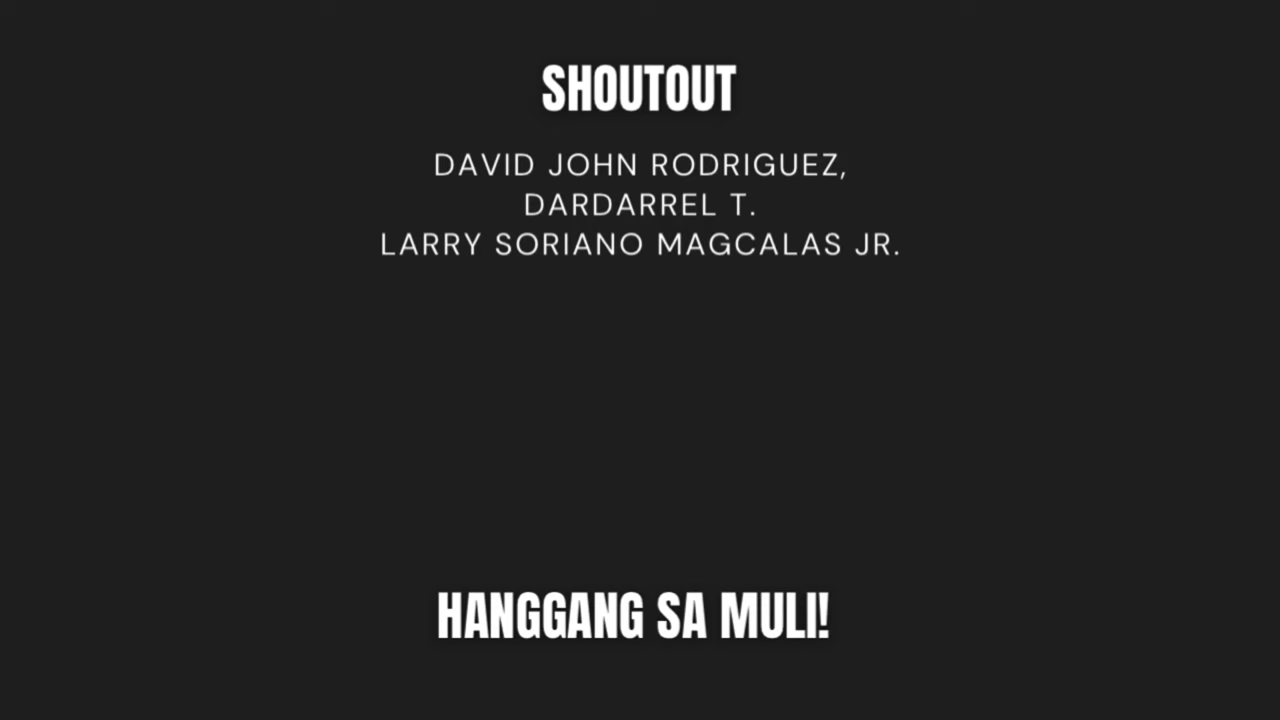 SHOUTOUT
DAVID JOHN RODRIGUEZ,
DARDARREL T.
LARRY SORIANO MAGCALAS JR.
HANGGANG SA MULI!